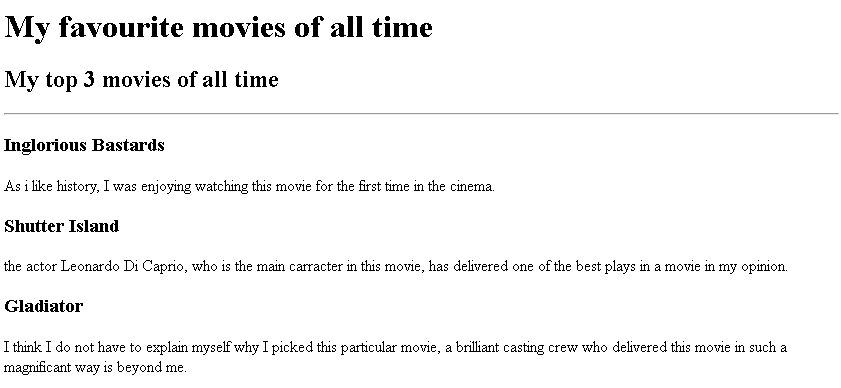 My favourite movies of all time
My top 3 movies of all time
Inglorious Bastards
As i like history, I was enjoying watching this movie for the first time in the cinema.
Shutter Island
the actor Leonardo Di Caprio, who is the main carracter in this movie, has delivered one of the best plays in a movie in my opinion.
Gladiator
I think I do not have to explain myself why I picked this particular movie, a brilliant casting crew who delivered this movie in such a
magnificant way is beyond me.